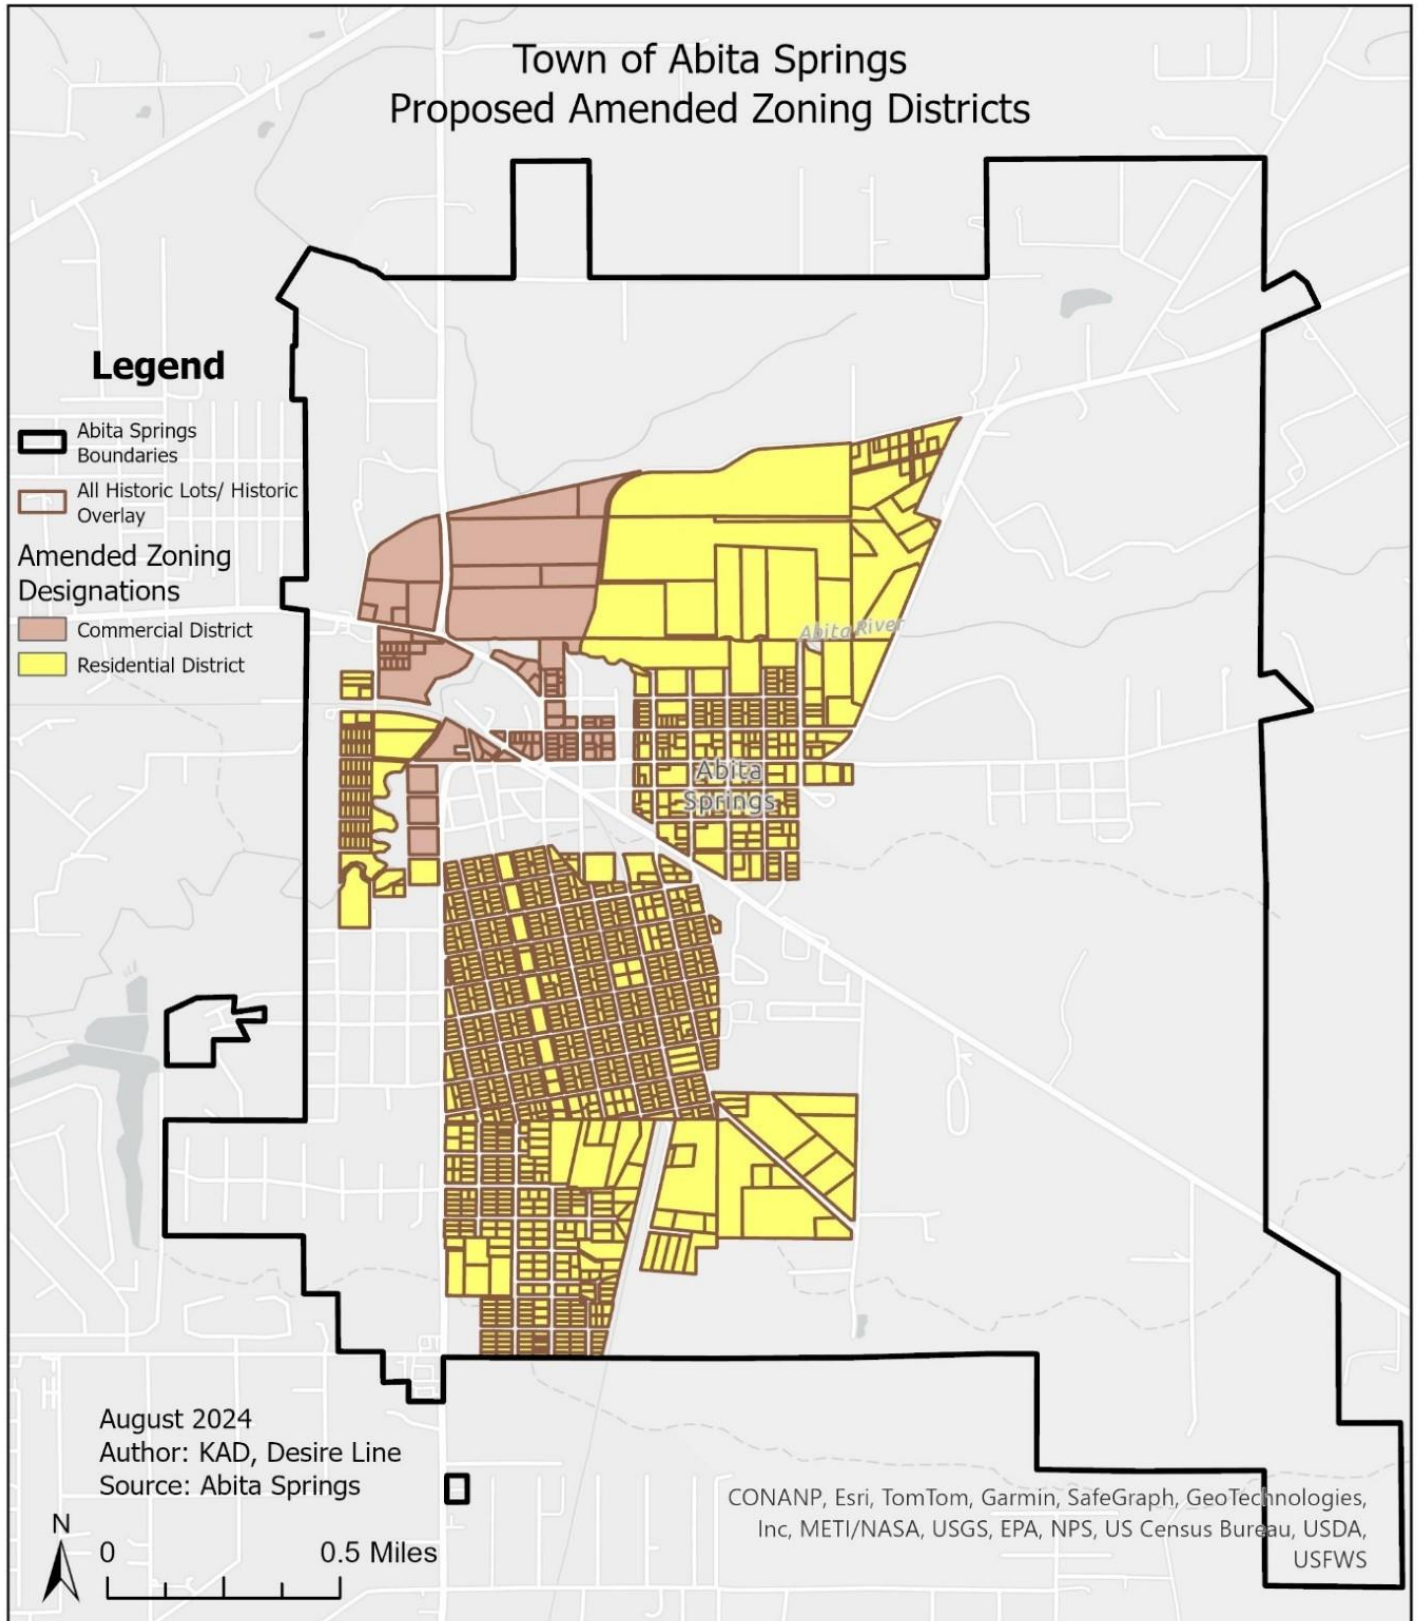 Town of Abita Springs
Proposed Amended Zoning Districts
Legend
Abita Springs
Boundaries
All Historic Lots/ Historic
Overlay
Amended Zoning
Designations
Commercial District
Residential District
Abita River
Abita
Springs
August 2024
Author: KAD, Desire Line
Source: Abita Springs
N
0 0.5 Miles
CONANP, Esri, TomTom, Garmin, SafeGraph, GeoTechnologies,
Inc, METI/NASA, USGS, EPA, NPS, US Census Bureau, USDA,
USFWS